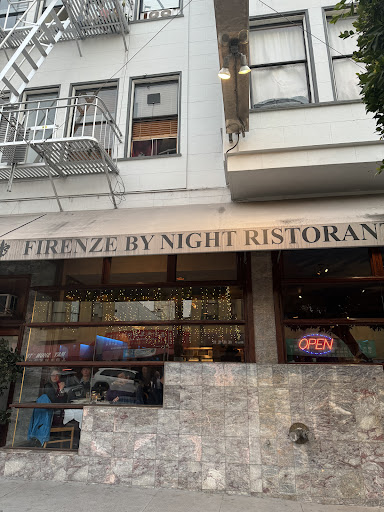 FIRENZE BY NIGHT RISTORANT
OPEN